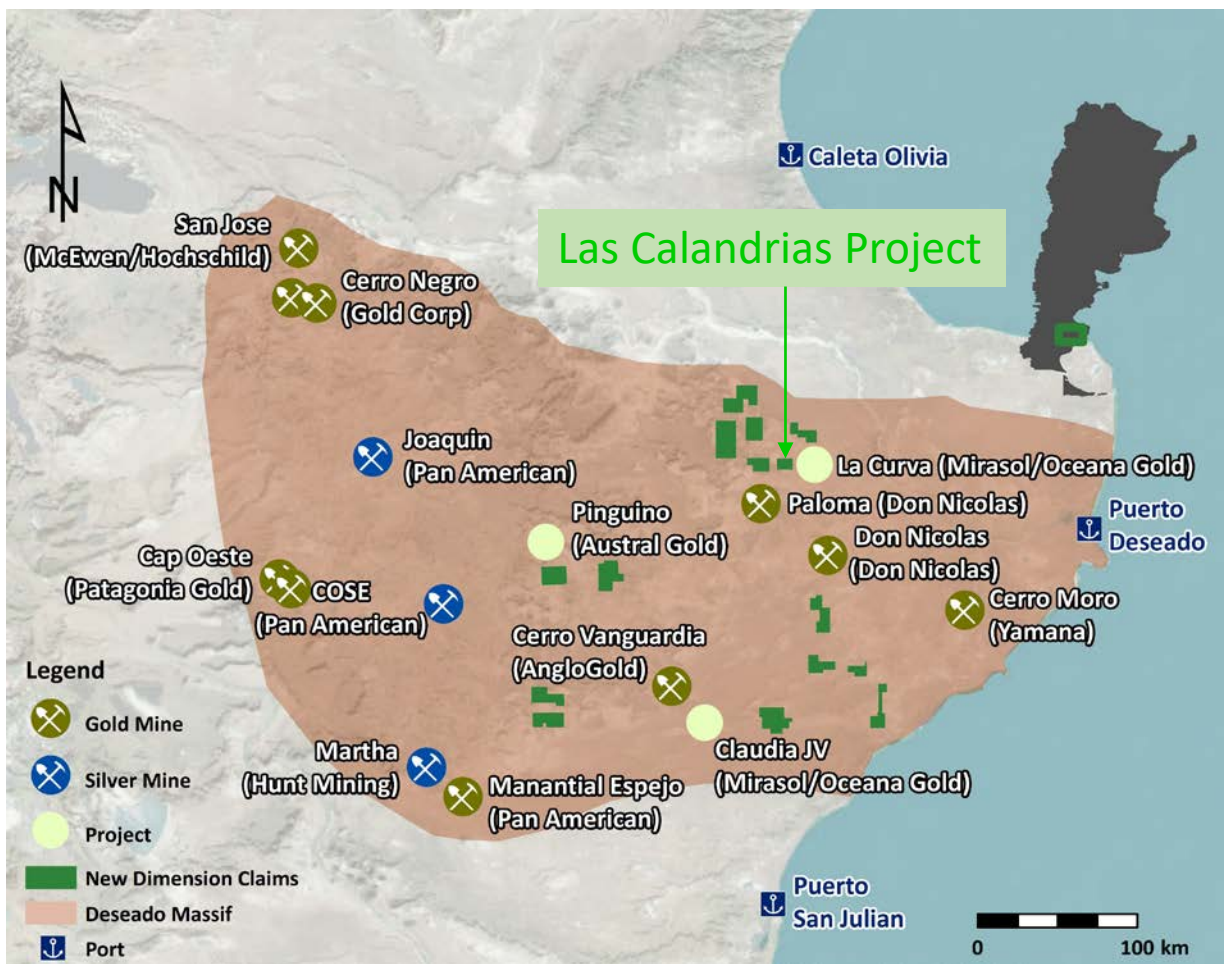 N
Caleta Olivia
San Jose
(McEwen/Hochschild)
Las Calandrias Project
Cerro Negro
(Gold Corp)
Joaquin
(Pan American)
La Curva (Mirasol/Oceana Gold)
Pinguino
(Austral Gold)
Paloma (Don Nicolas)
Puerto
Deseado
Don Nicolas
(Don Nicolas)
Cap Oeste
(Patagonia Gold)
COSE
(Pan American)
Cerro Moro
(Yamana)
Cerro Vanguardia
(AngloGold)
Martha
(Hunt Mining)
Claudia JV
(Mirasol/Oceana Gold)
Manantial Espejo
(Pan American)
Puerto
San Julian
Legend
Gold Mine
Silver Mine
Project
New Dimension Claims
Deseado Massif
Port
0
100 km